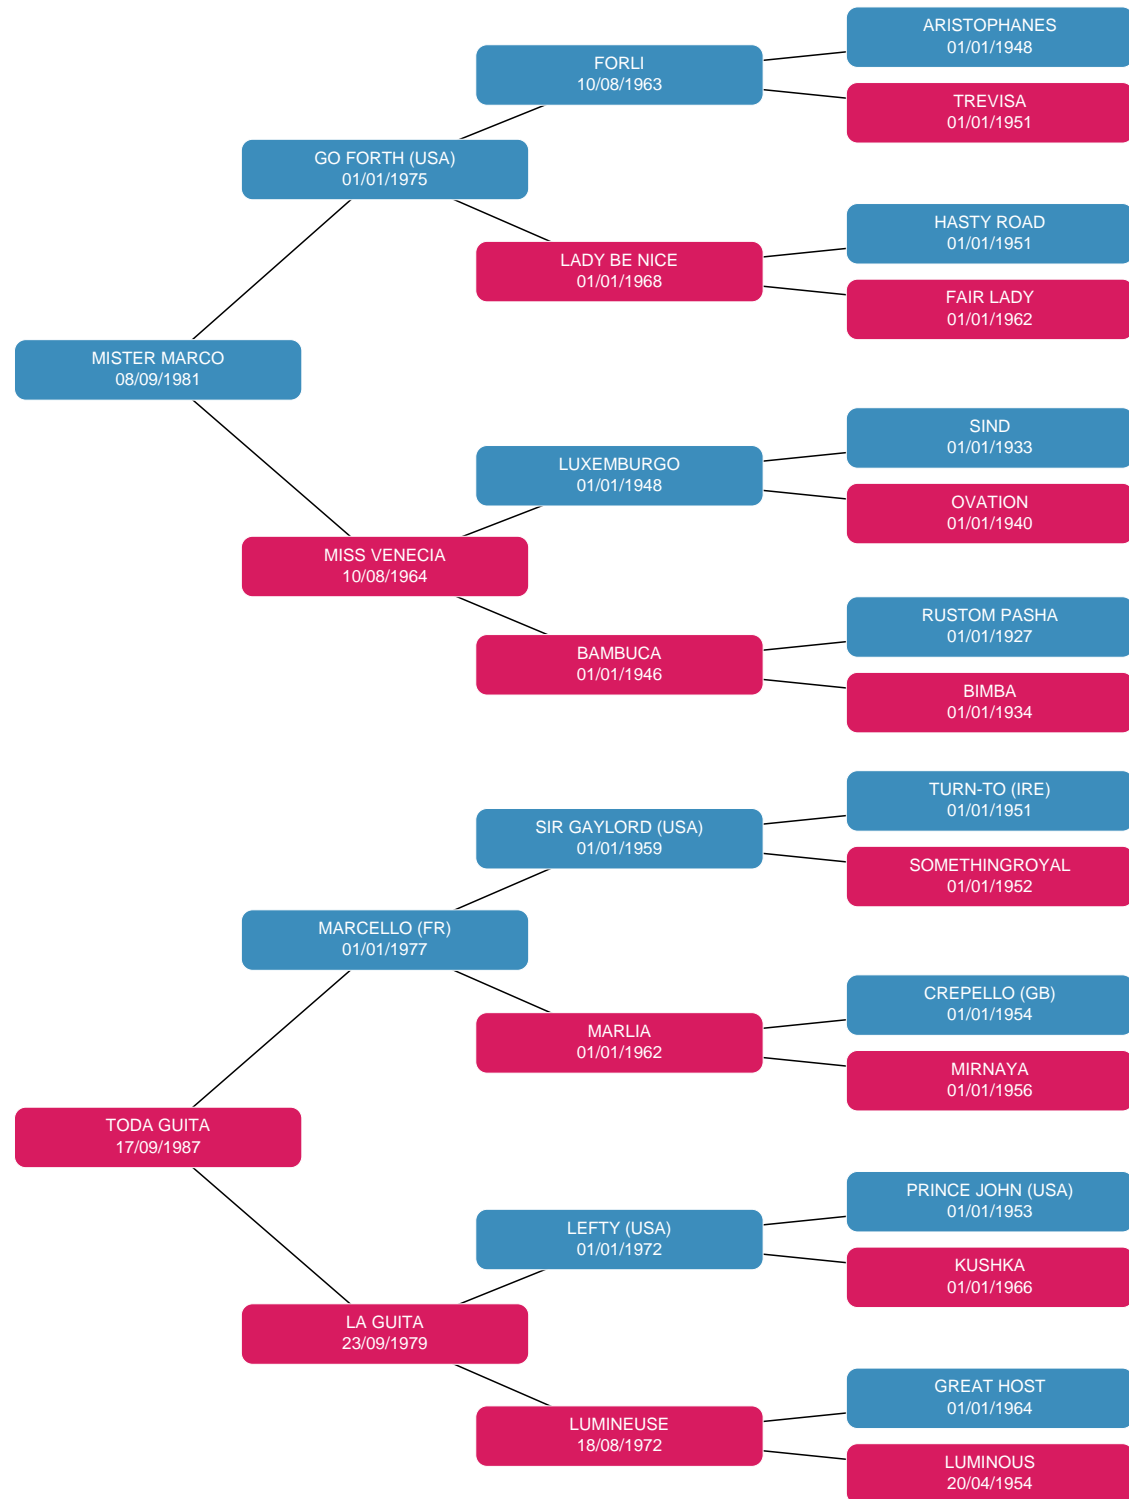 ARISTOPHANES
01/01/1948
FORLI
10/08/1963
TREVISA
01/01/1951
GO FORTH (USA)
01/01/1975
HASTY ROAD
01/01/1951
LADY BE NICE
01/01/1968
FAIR LADY
01/01/1962
MISTER MARCO
08/09/1981
SIND
01/01/1933
LUXEMBURGO
01/01/1948
OVATION
01/01/1940
MISS VENECIA
10/08/1964
RUSTOM PASHA
01/01/1927
BAMBUCA
01/01/1946
BIMBA
01/01/1934
TURN-TO (IRE)
01/01/1951
SIR GAYLORD (USA)
01/01/1959
SOMETHINGROYAL
01/01/1952
MARCELLO (FR)
01/01/1977
CREPELLO (GB)
01/01/1954
MARLIA
01/01/1962
MIRNAYA
01/01/1956
TODA GUITA
17/09/1987
PRINCE JOHN (USA)
01/01/1953
LEFTY (USA)
01/01/1972
KUSHKA
01/01/1966
LA GUITA
23/09/1979
GREAT HOST
01/01/1964
LUMINEUSE
18/08/1972
LUMINOUS
20/04/1954